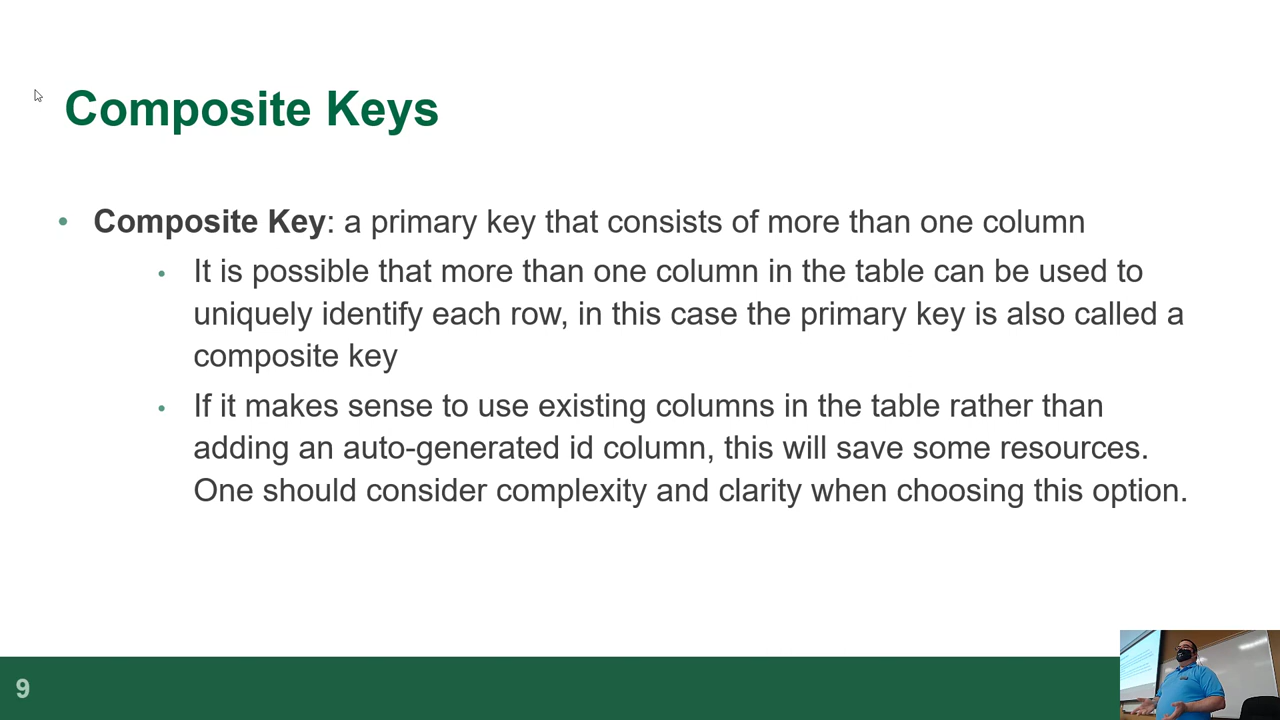 Composite Keys
• Composite Key: a primary key that consists of more than one column
• It is possible that more than one column in the table can be used to
uniquely identify each row, in this case the primary key is also called a
composite key
• If it makes sense to use existing columns in the table rather than
adding an auto-generated id column, this will save some resources.
One should consider complexity and clarity when choosing this option.
9